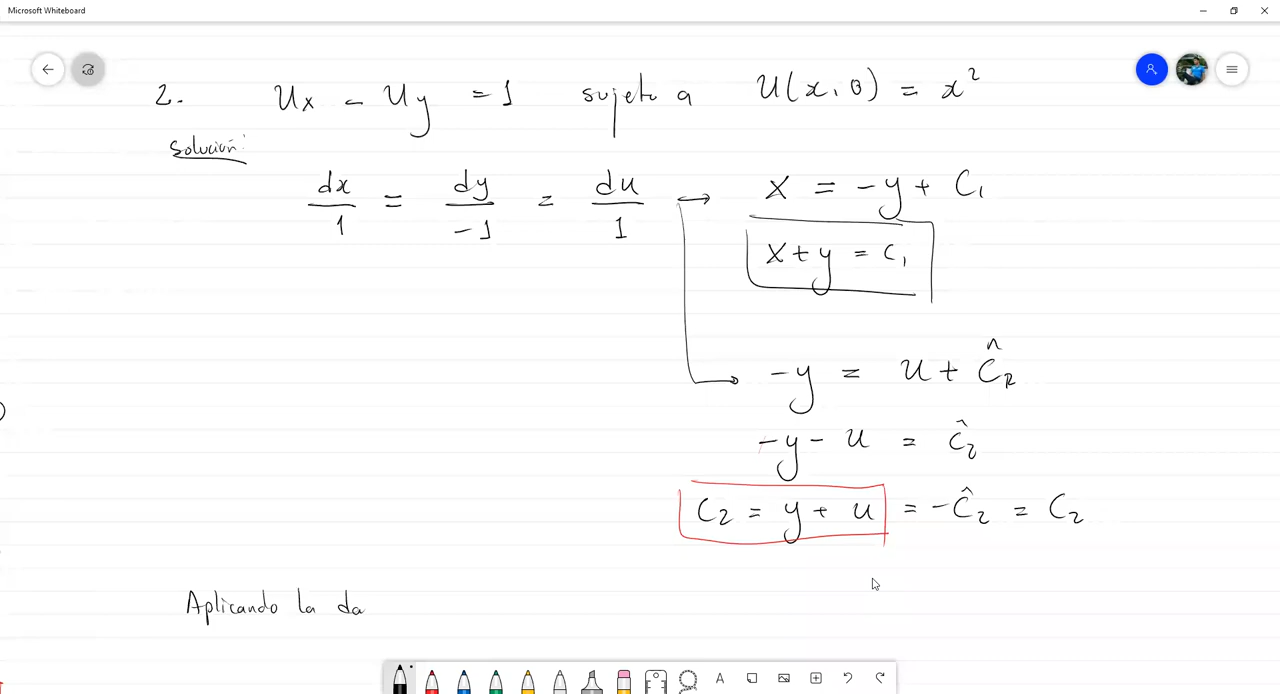 Microsoft Whiteboard
2. Ux - Uy = 1 sujeto a U(x,0) = x²
Solución:
dx/1 = dy/-1 = du/1 → x = -y + C₁
x + y = C₁
-y = u + Ĉ₂
-y - u = Ĉ₂
C₂ = y + u = -Ĉ₂ = C₂
Aplicando la da
A